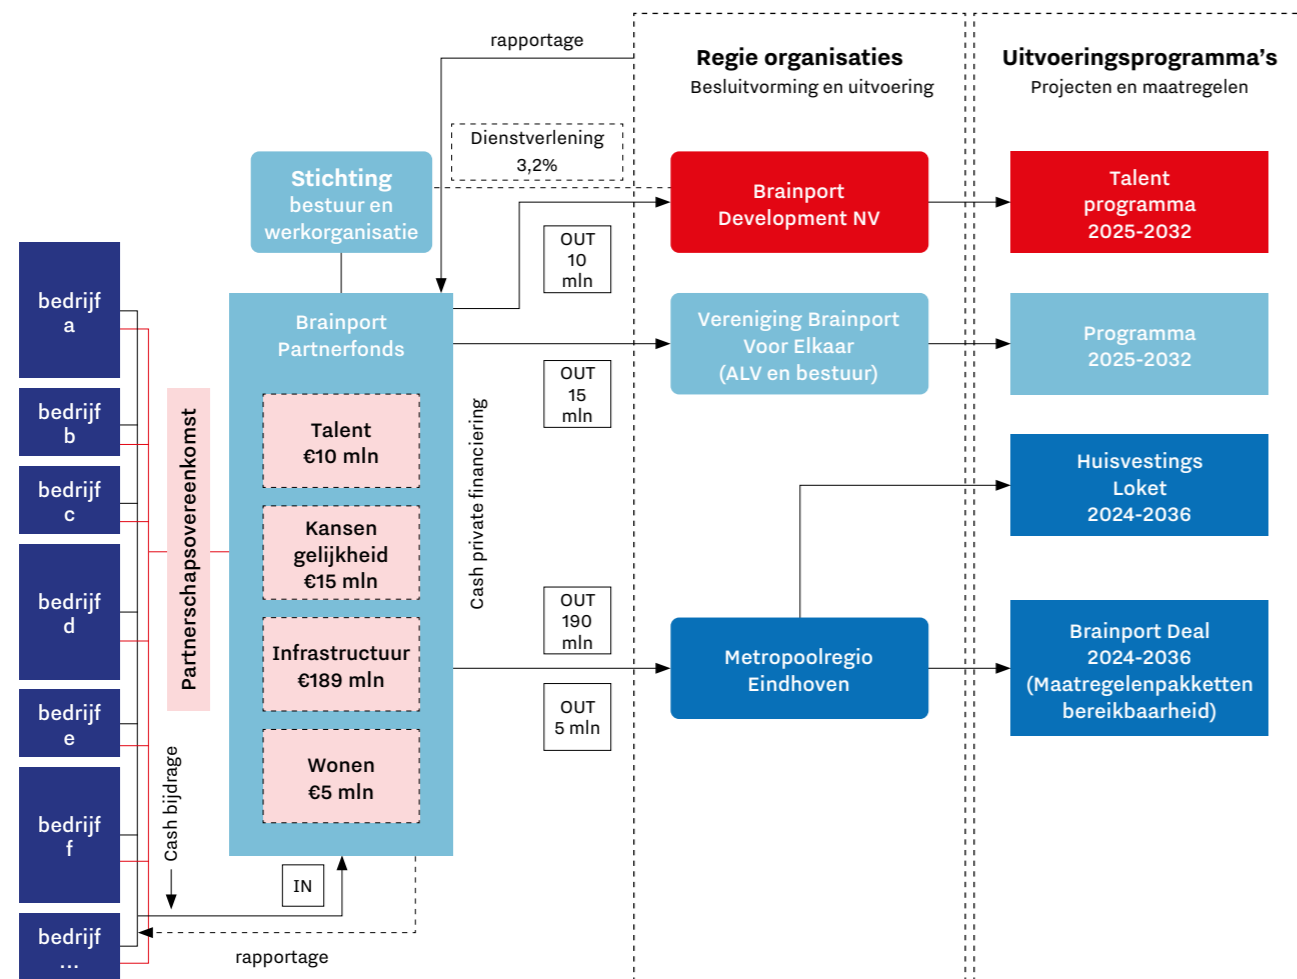 rapportage
Regie organisaties
Besluitvorming en uitvoering
Uitvoeringsprogramma's
Projecten en maatregelen
Dienstverlening
3,2%
Stichting
bestuur en
werkorganisatie
Brainport
Development NV
Talent
programma
2025-2032
OUT
10
mln
bedrijf
a
bedrijf
b
bedrijf
c
bedrijf
d
bedrijf
e
bedrijf
f
bedrijf
...
Partnerschapsovereenkomst
Cash bijdrage
Brainport
Partnerfonds
Talent
€10 mln
Kansen
gelijkheid
€15 mln
Infrastructuur
€189 mln
Wonen
€5 mln
IN
rapportage
Cash private financiering
Vereniging Brainport
Voor Elkaar
(ALV en bestuur)
Programma
2025-2032
OUT
15
mln
Huisvestings
Loket
2024-2036
OUT
190
mln
OUT
5 mln
Metropoolregio
Eindhoven
Brainport Deal
2024-2036
(Maatregelenpakketten
bereikbaarheid)